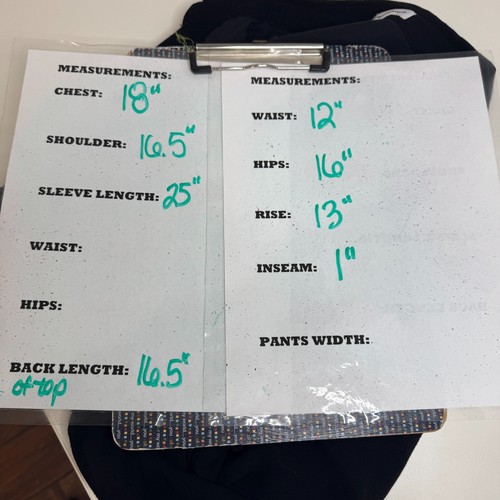 MEASUREMENTS:
CHEST: 18"
SHOULDER: 16.5"
SLEEVE LENGTH: 25"
WAIST:
HIPS:
BACK LENGTH: 16.5"
of top
MEASUREMENTS:
WAIST: 12"
HIPS: 16"
RISE: 13"
INSEAM: 1"
PANTS WIDTH: